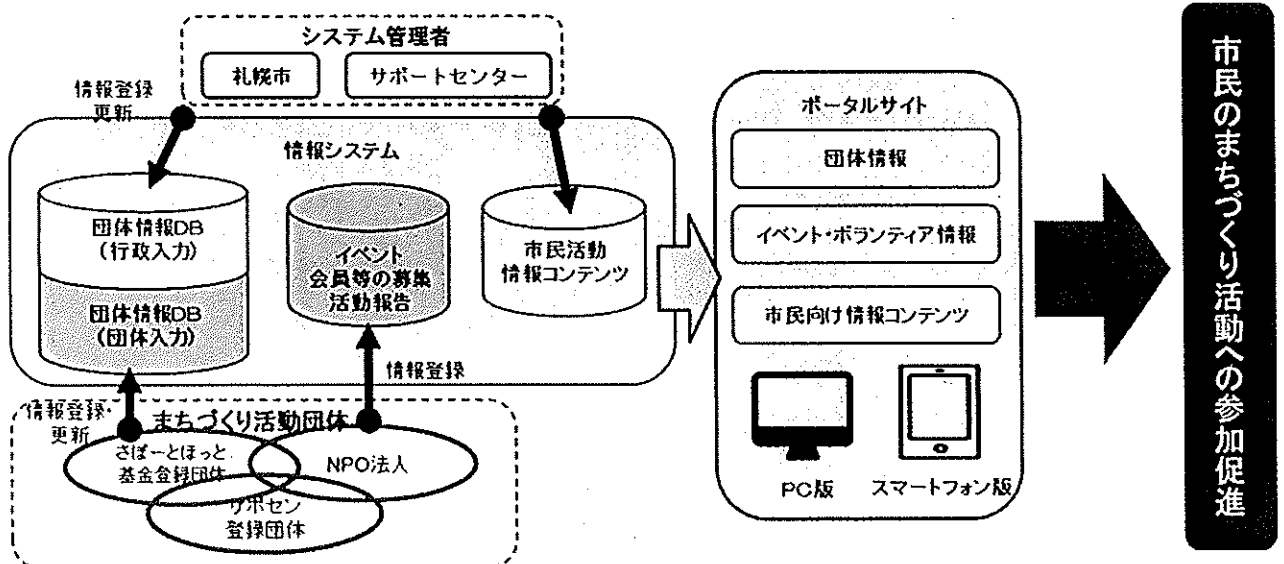 システム管理者
札幌市
サポートセンター
情報登録
更新
情報システム
団体情報DB
(行政入力)
団体情報DB
(団体入力)
イベント
会員等の募集
活動報告
市民活動
情報コンテンツ
情報登録
情報登録・
更新
まちづくり活動団体
さぽーとほっと
基金登録団体
NPO法人
サポセン
登録団体
ポータルサイト
団体情報
イベント・ボランティア情報
市民向け情報コンテンツ
PC版
スマートフォン版
市民のまちづくり活動への参加促進